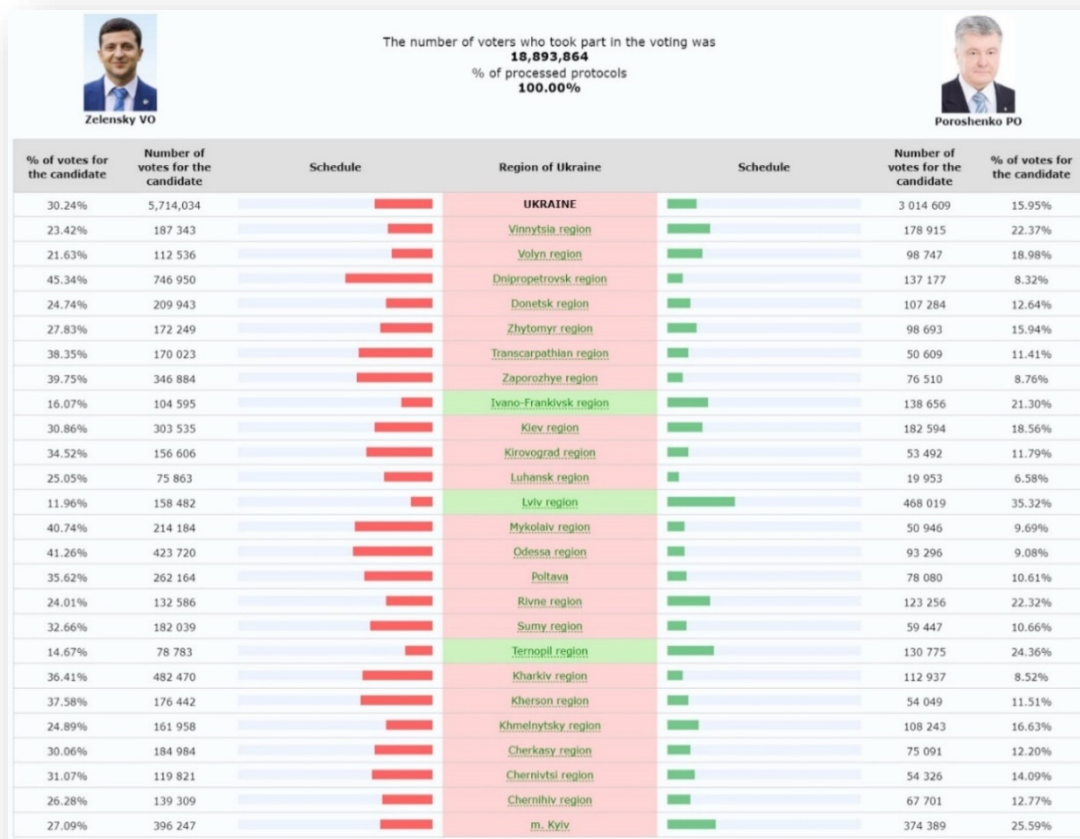 The number of voters who took part in the voting was
18,893,864
% of processed protocols
100.00%
Zelensky VO
Poroshenko PO
% of votes for the candidate Number of votes for the candidate Schedule Region of Ukraine Schedule Number of votes for the candidate % of votes for the candidate
30.24% 5,714,034 UKRAINE 3 014 609 15.95%
23.42% 187 343 Vinnytsia region 178 915 22.37%
21.63% 112 536 Volyn region 98 747 18.98%
45.34% 746 950 Dnipropetrovsk region 137 177 8.32%
24.74% 209 943 Donetsk region 107 284 12.64%
27.83% 172 249 Zhytomyr region 98 693 15.94%
38.35% 170 023 Transcarpathian region 50 609 11.41%
39.75% 346 884 Zaporozhye region 76 510 8.76%
16.07% 104 595 Ivano-Frankivsk region 138 656 21.30%
30.86% 303 535 Kiev region 182 594 18.56%
34.52% 156 606 Kirovograd region 53 492 11.79%
25.05% 75 863 Luhansk region 19 953 6.58%
11.96% 158 482 Lviv region 468 019 35.32%
40.74% 214 184 Mykolaiv region 50 946 9.69%
41.26% 423 720 Odessa region 93 296 9.08%
35.62% 262 164 Poltava 78 080 10.61%
24.01% 132 586 Rivne region 123 256 22.32%
32.66% 182 039 Sumy region 59 447 10.66%
14.67% 78 783 Ternopil region 130 775 24.36%
36.41% 482 470 Kharkiv region 112 937 8.52%
37.58% 176 442 Kherson region 54 049 11.51%
24.89% 161 958 Khmelnytsky region 108 243 16.63%
30.06% 184 984 Cherkasy region 75 091 12.20%
31.07% 119 821 Chernivtsi region 54 326 14.09%
26.28% 139 309 Chernihiv region 67 701 12.77%
27.09% 396 247 m. Kyiv 374 389 25.59%